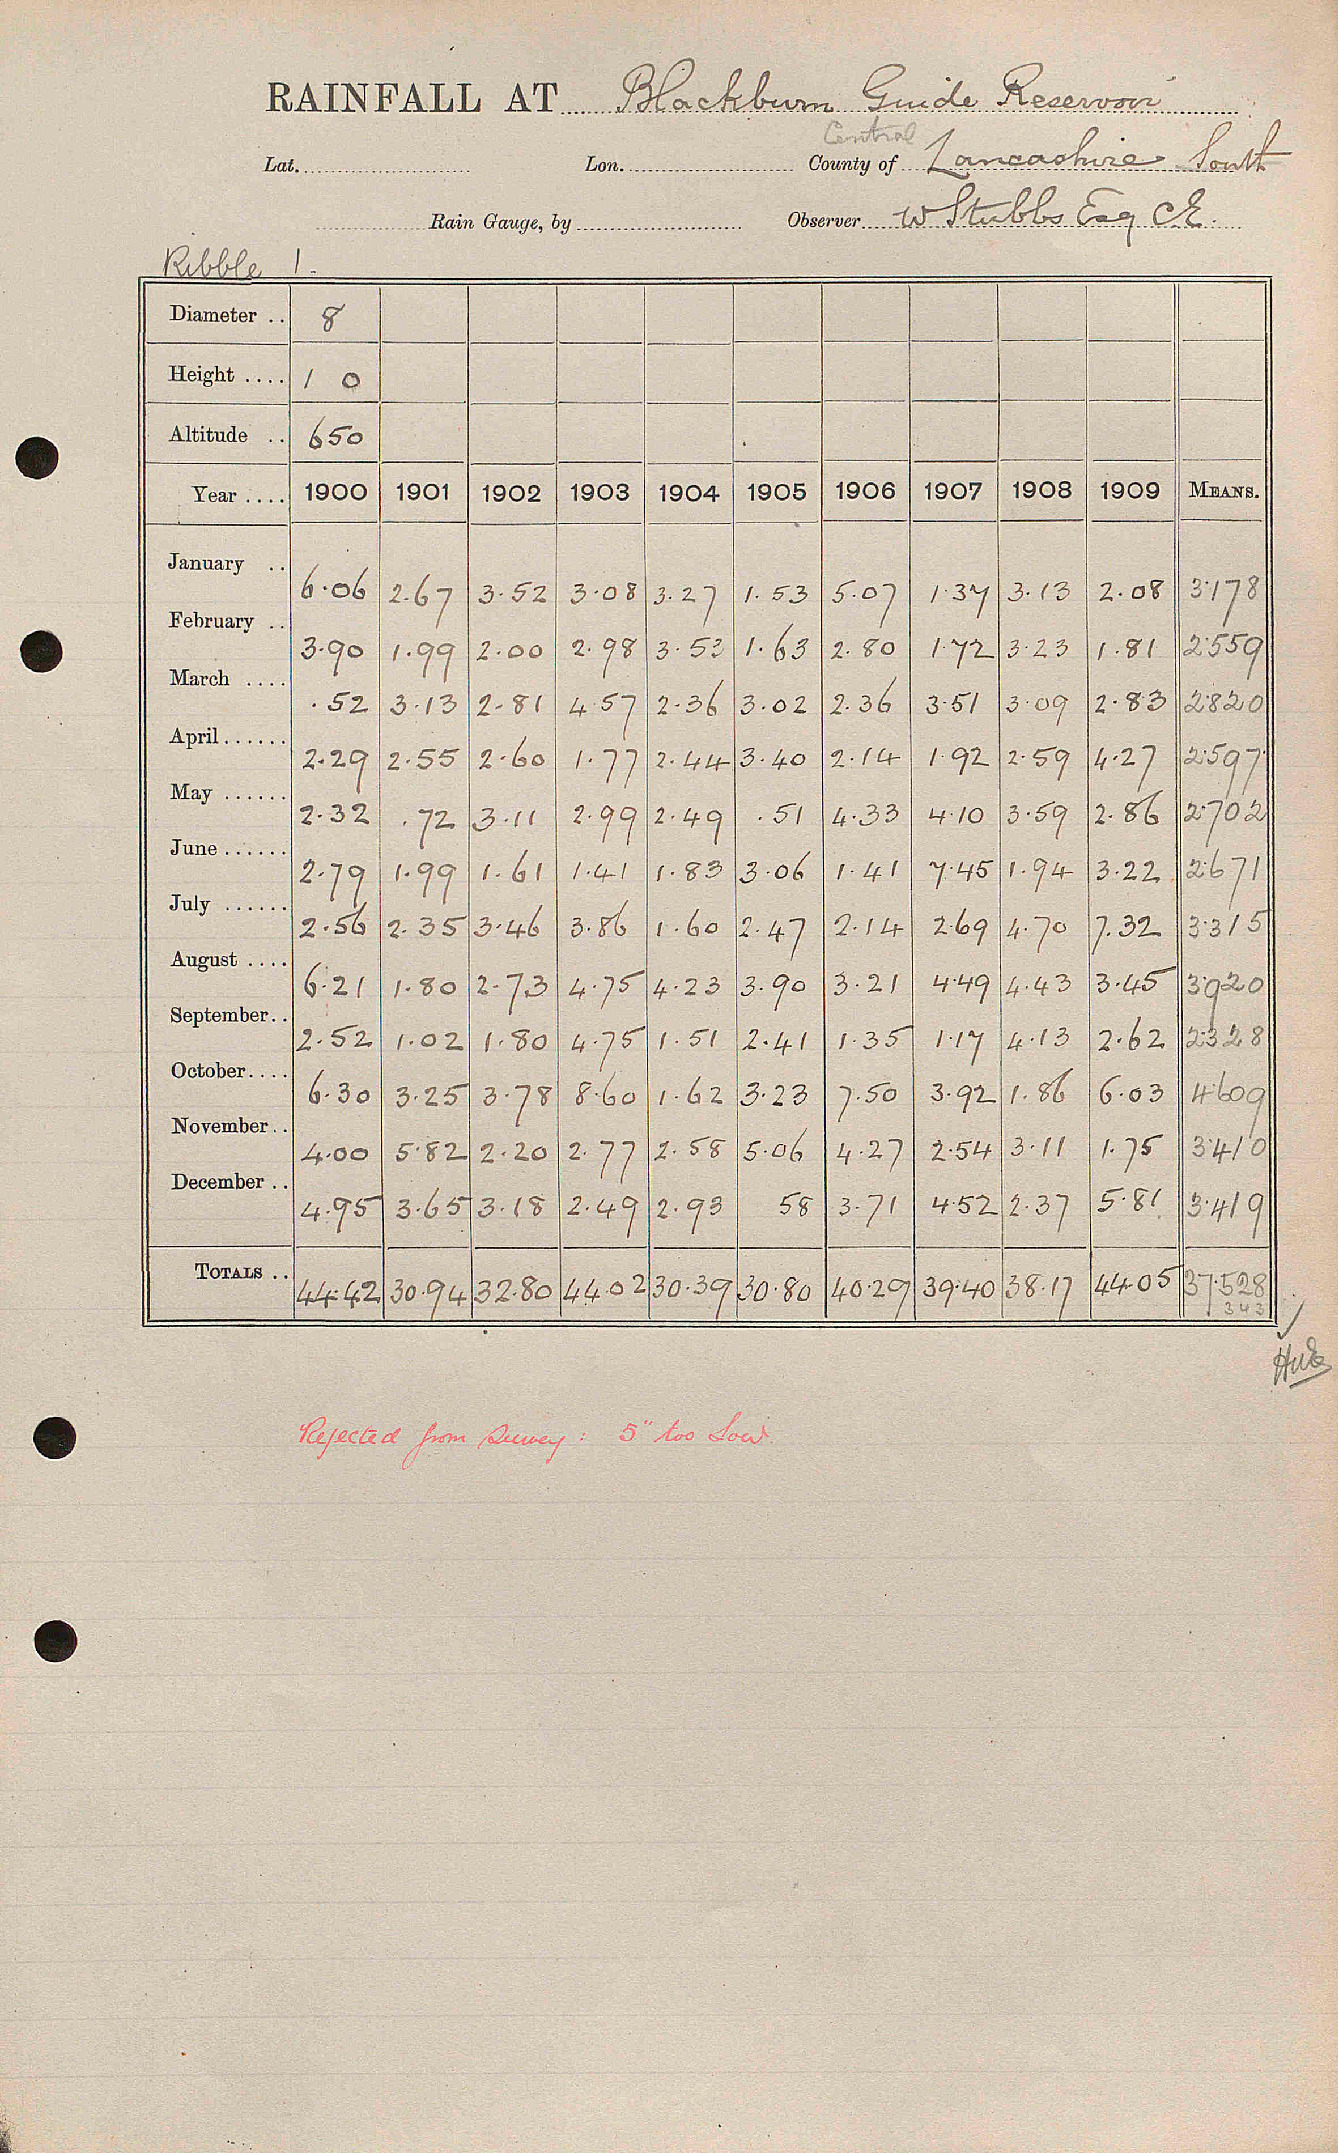 RAINFALL AT Blackburn Guide Reservoir
Central
Lat. Lon. County of Lancashire South
Rain Gauge, by Observer W Stubbs Esq C.E.
Ribble 1.
Diameter .. 8
Height .... 1 0
Altitude .. 650
Year .... 1900 1901 1902 1903 1904 1905 1906 1907 1908 1909 MEANS.
January .. 6.06 2.67 3.52 3.08 3.27 1.53 5.07 1.37 3.13 2.08 3.178
February .. 3.90 1.99 2.00 2.98 3.53 1.63 2.80 1.72 3.23 1.81 2.559
March .... .52 3.13 2.81 4.57 2.36 3.02 2.36 3.51 3.09 2.83 2.820
April...... 2.29 2.55 2.60 1.77 2.44 3.40 2.14 1.92 2.59 4.27 2.597
May ...... 2.32 .72 3.11 2.99 2.49 .51 4.33 4.10 3.59 2.86 2.702
June ...... 2.79 1.99 1.61 1.41 1.83 3.06 1.41 7.45 1.94 3.22 2.671
July ...... 2.56 2.35 3.46 3.86 1.60 2.47 2.14 2.69 4.70 7.32 3.315
August .... 6.21 1.80 2.73 4.75 4.23 3.90 3.21 4.49 4.43 3.45 3.920
September.. 2.52 1.02 1.80 4.75 1.51 2.41 1.35 1.17 4.13 2.62 2.328
October.... 6.30 3.25 3.78 8.60 1.62 3.23 7.50 3.92 1.86 6.03 4.609
November.. 4.00 5.82 2.20 2.77 2.58 5.06 4.27 2.54 3.11 1.75 3.410
December .. 4.95 3.65 3.18 2.49 2.93 58 3.71 4.52 2.37 5.81 3.419
TOTALS .. 44.42 30.94 32.80 44.02 30.39 30.80 40.29 39.40 38.17 44.05 37.528
343
Rejected from Survey: 5" too Low.